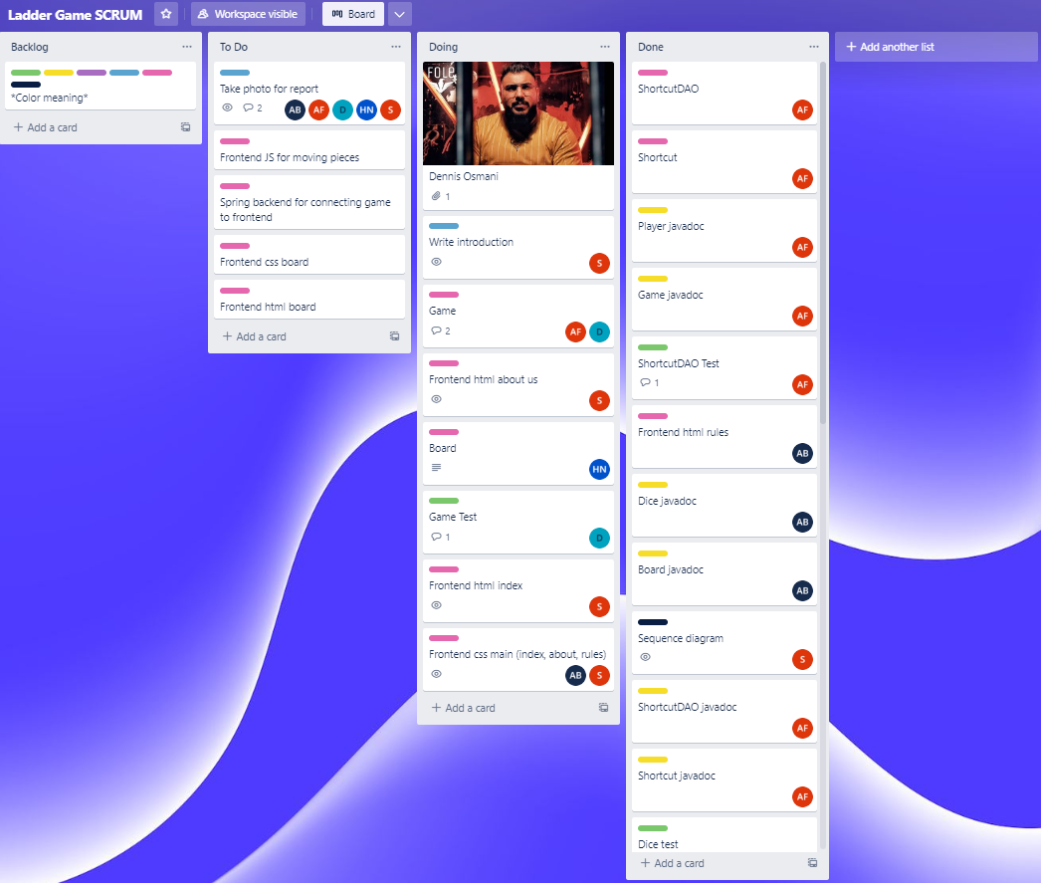 Ladder Game SCRUM
Workspace visible
Board
Backlog
*Color meaning*
+ Add a card
To Do
Take photo for report
2
AB AF D HN S
Frontend JS for moving pieces
Spring backend for connecting game
to frontend
Frontend css board
Frontend html board
+ Add a card
Doing
FOLE
Dennis Osmani
1
Write introduction
S
Game
2
AF D
Frontend html about us
S
Board
HN
Game Test
1
D
Frontend html index
S
Frontend css main (index, about, rules)
AB S
+ Add a card
Done
ShortcutDAO
AF
Shortcut
AF
Player javadoc
AF
Game javadoc
AF
ShortcutDAO Test
1
AF
Frontend html rules
AB
Dice javadoc
AB
Board javadoc
AB
Sequence diagram
S
ShortcutDAO javadoc
AF
Shortcut javadoc
AF
Dice test
+ Add a card
+ Add another list